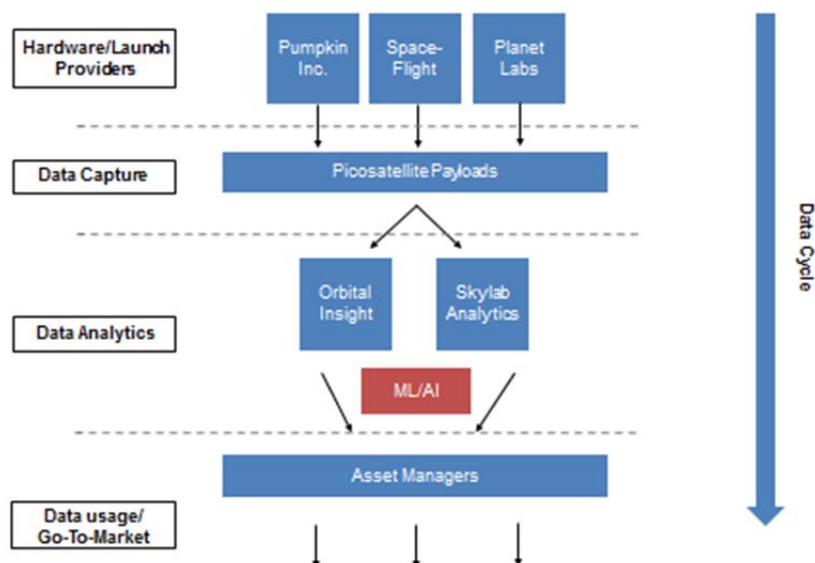 Hardware/Launch
Providers
Pumpkin
Inc.
Space-
Flight
Planet
Labs
Data Capture
Picosatellite Payloads
Data Analytics
Orbital
Insight
Skylab
Analytics
ML/AI
Asset Managers
Data usage/
Go-To-Market
Data Cycle